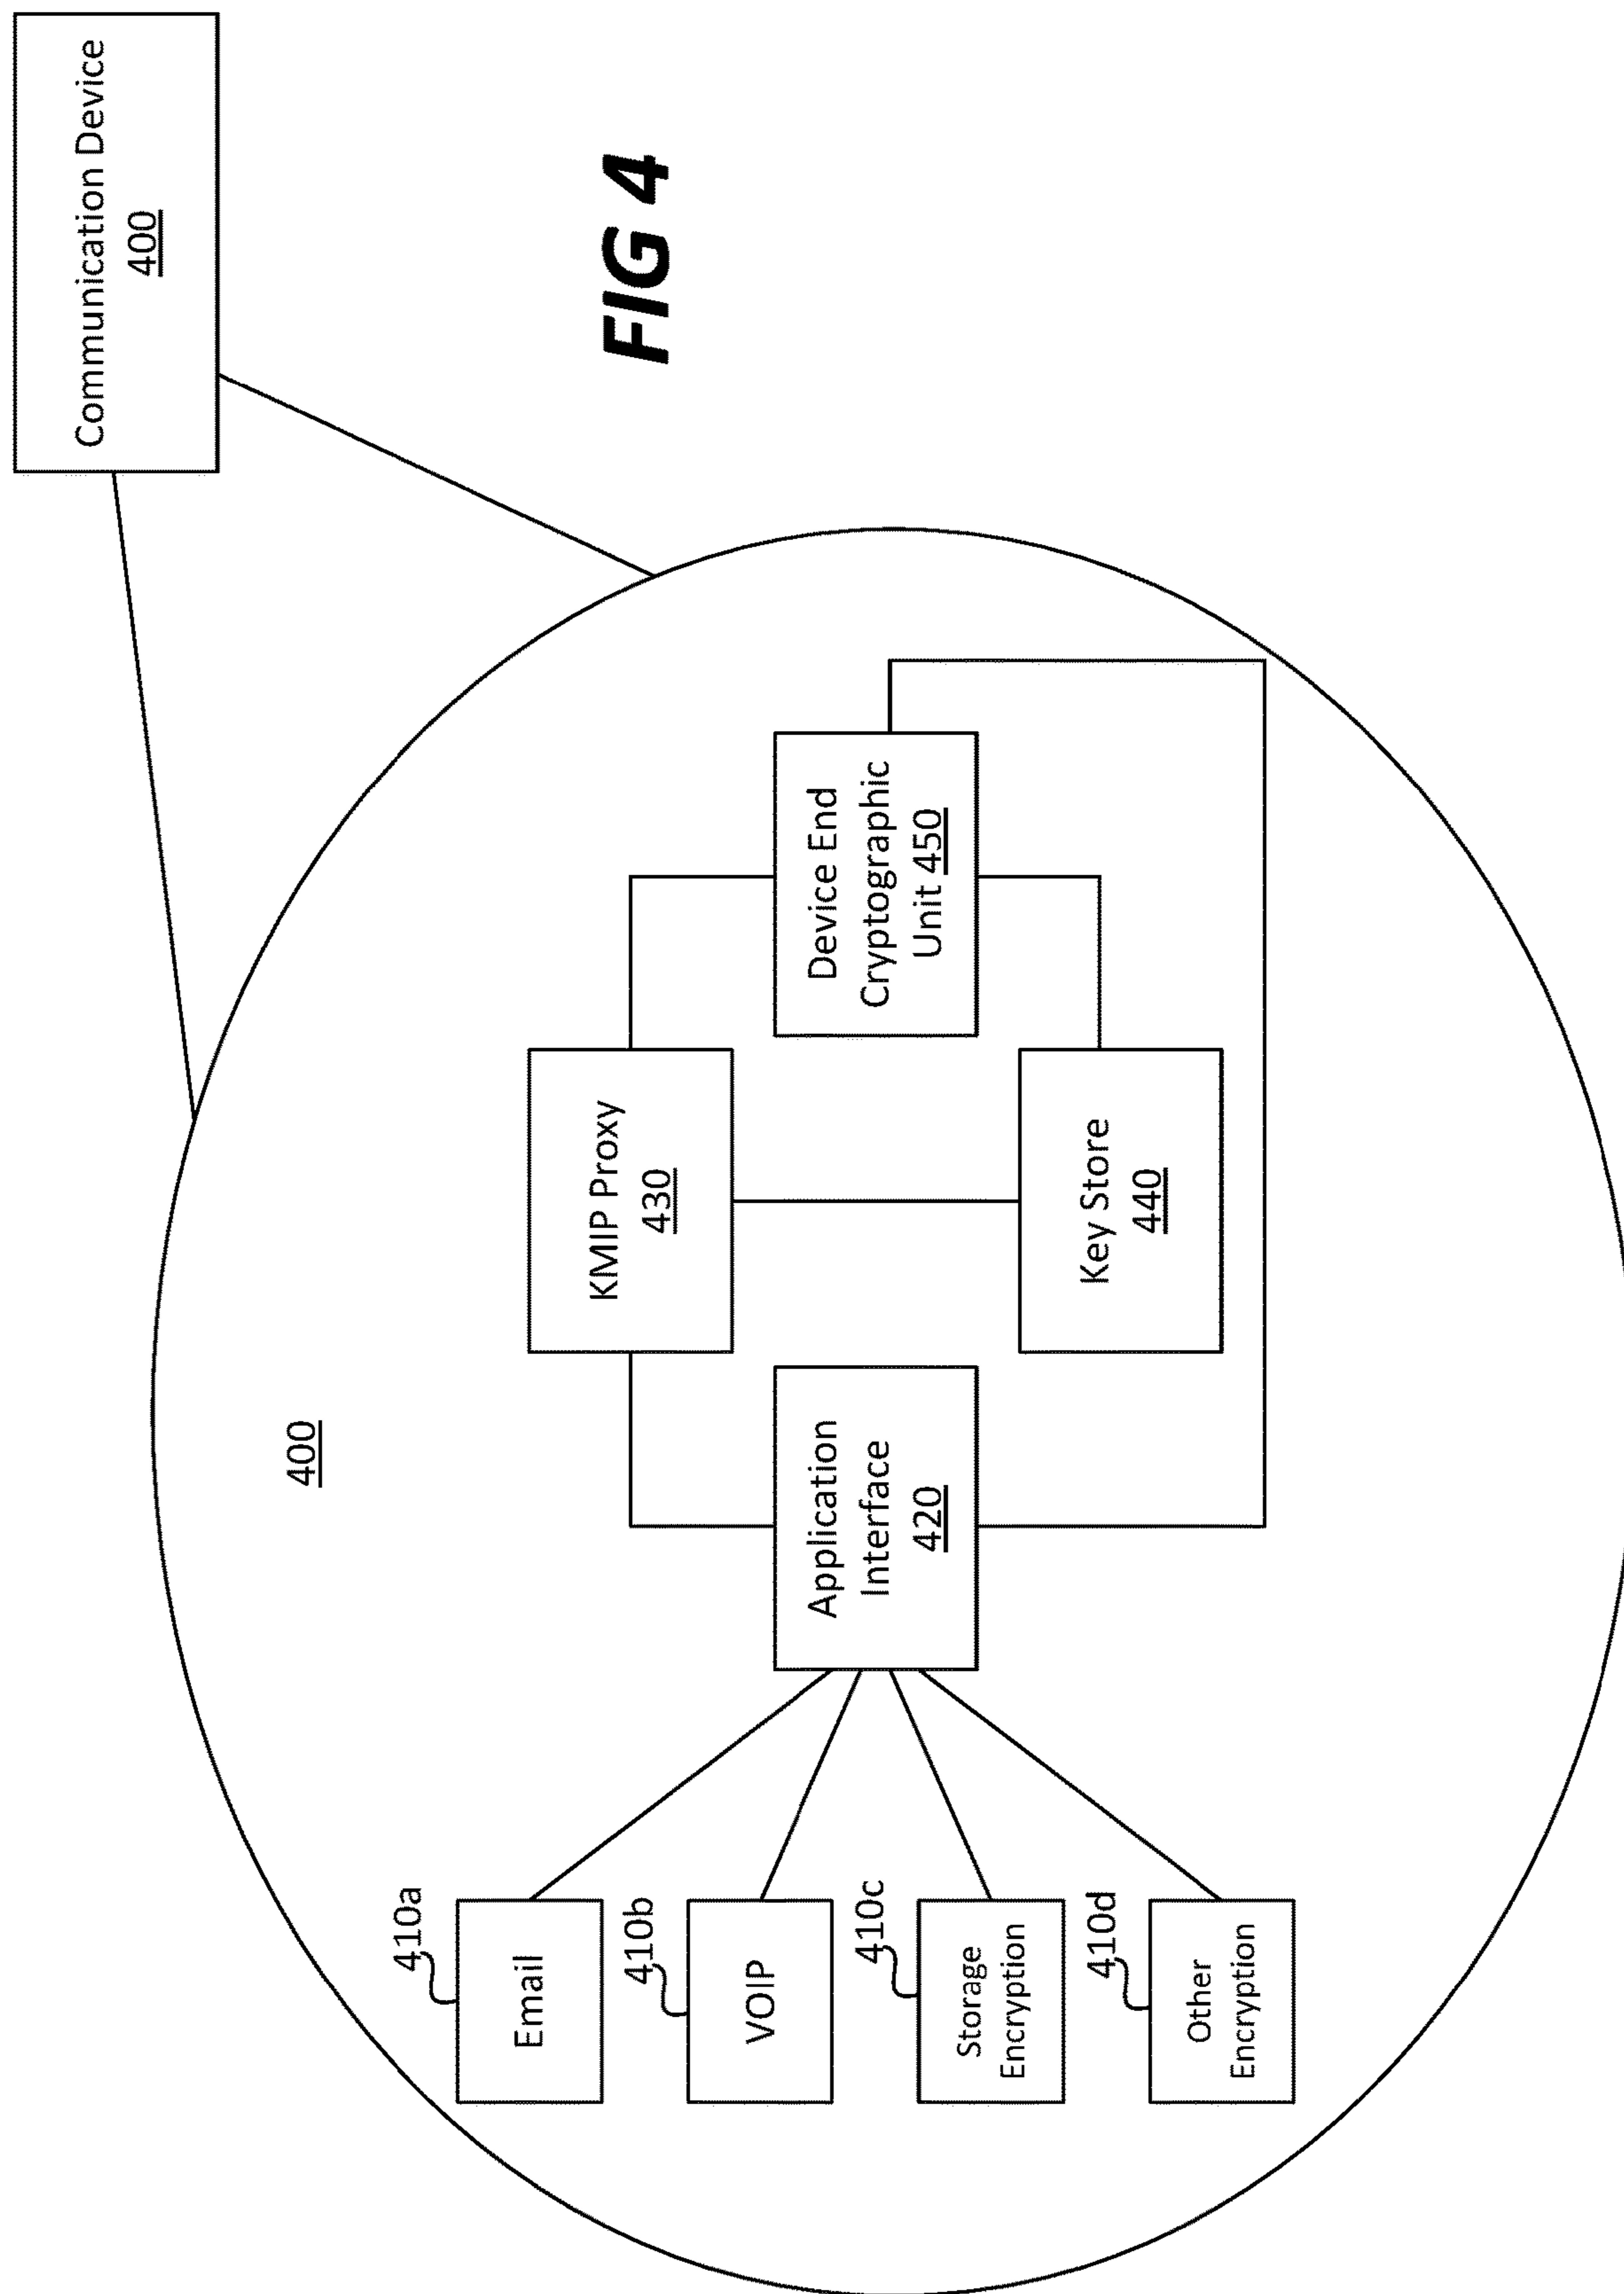 Communication Device
400
400
410a
Email
410b
VOIP
410c
Storage
Encryption
410d
Other
Encryption
Application
Interface
420
KMIP Proxy
430
Key Store
440
Device End
Cryptographic
Unit 450
FIG 4